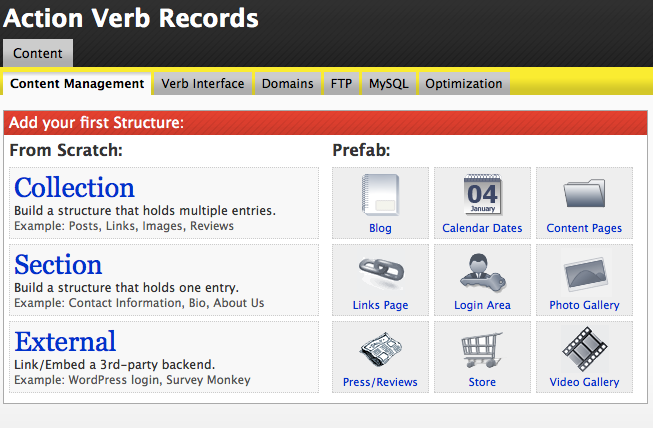 Action Verb Records
Content
Content Management Verb Interface Domains FTP MySQL Optimization
Add your first Structure:
From Scratch:
Collection
Build a structure that holds multiple entries.
Example: Posts, Links, Images, Reviews
Section
Build a structure that holds one entry.
Example: Contact Information, Bio, About Us
External
Link/Embed a 3rd-party backend.
Example: WordPress login, Survey Monkey
Prefab:
Blog
04
January
Calendar Dates
Content Pages
Links Page
Login Area
Photo Gallery
Press/Reviews
Store
Video Gallery